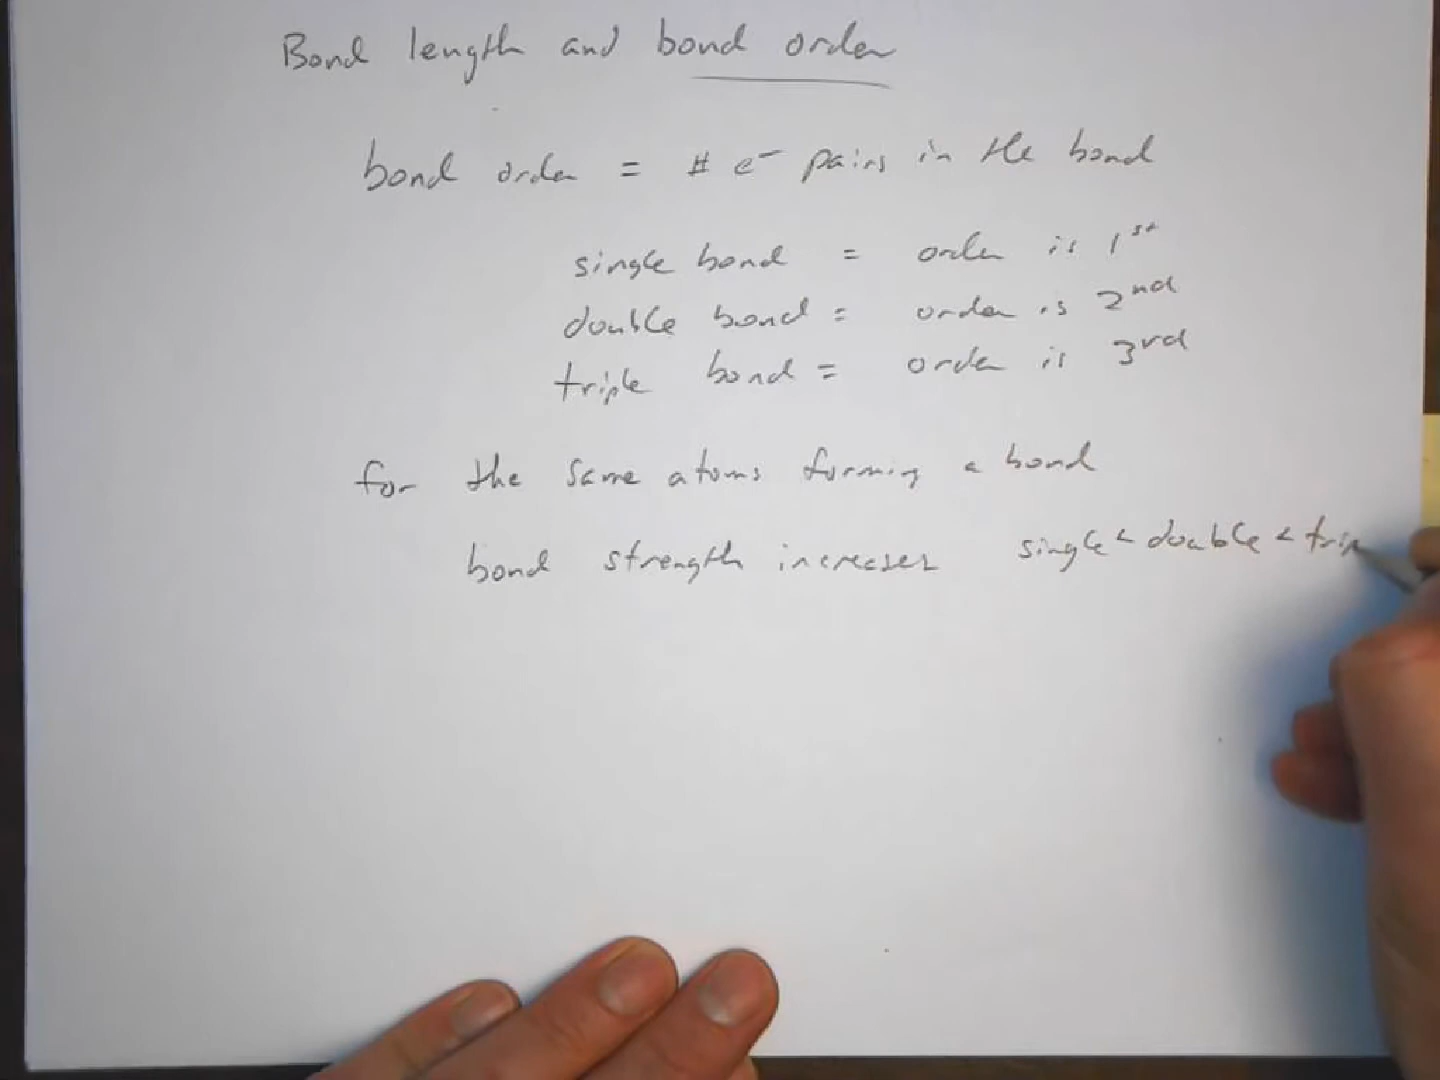 Bond length and bond order
bond order = # e⁻ pairs in the bond
single bond = order is 1st
double bond = order is 2nd
triple bond = order is 3rd
for the same atoms forming a bond
bond strength increases single < double < trip